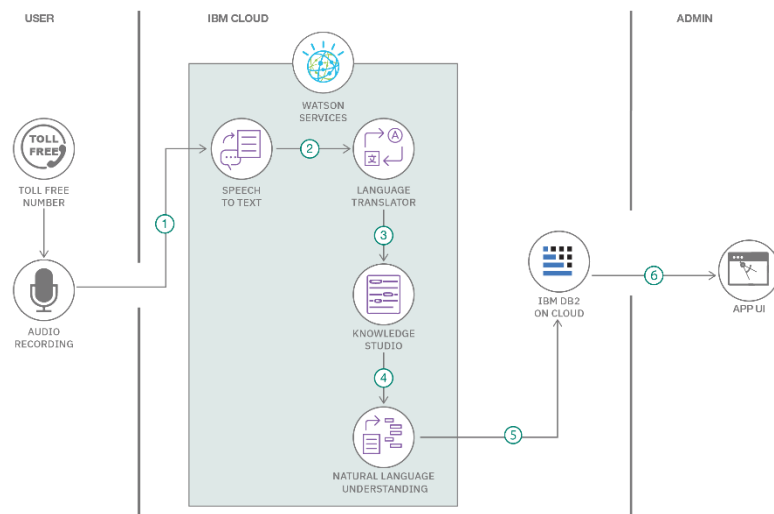 USER
IBM CLOUD
ADMIN
WATSON
SERVICES
TOLL
FREE
TOLL FREE
NUMBER
1
SPEECH
TO TEXT
2
A
文
LANGUAGE
TRANSLATOR
3
AUDIO
RECORDING
KNOWLEDGE
STUDIO
4
NATURAL LANGUAGE
UNDERSTANDING
5
IBM DB2
ON CLOUD
6
APP UI